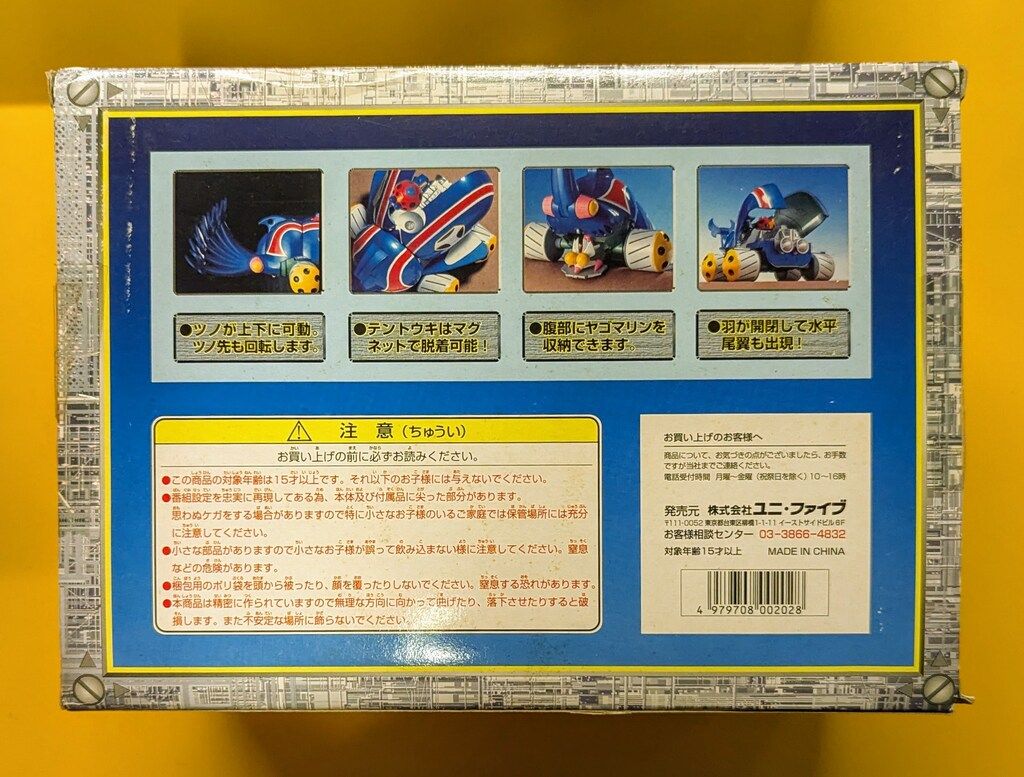 ●ツノが上下に可動。
ツノ先も回転します。
●テントウキはマグ
ネットで脱着可能！
●腹部にヤゴマリンを
収納できます。
●羽が開閉して水平
尾翼も出現！
注 意（ちゅうい）
お買い上げの前に必ずお読みください。
●この商品の対象年齢は15才以上です。それ以下のお子様には与えないでください。
●番組設定を忠実に再現してある為、本体及び付属品に尖った部分があります。
思わぬケガをする場合がありますので特に小さなお子様のいるご家庭では保管場所には充分
に注意してください。
●小さな部品がありますので小さなお子様が誤って飲み込まない様に注意してください。窒息
などの危険があります。
●梱包用のポリ袋を頭から被ったり、顔を覆ったりしないでください。窒息する恐れがあります。
●本商品は精密に作られていますので無理な方向に向かって曲げたり、落下させたりすると破
損します。また不安定な場所に飾らないでください。
お買い上げのお客様へ
商品について、お気づきの点がございましたら、お手数
ですが当社までご連絡ください。
電話受付時間 月曜〜金曜（祝祭日を除く）10〜16時
発売元 株式会社ユニ・ファイブ
〒111-0052 東京都台東区柳橋1-1-11 イーストサイドビル6F
お客様相談センター 03-3866-4832
対象年齢15才以上 MADE IN CHINA
4 979708 002028